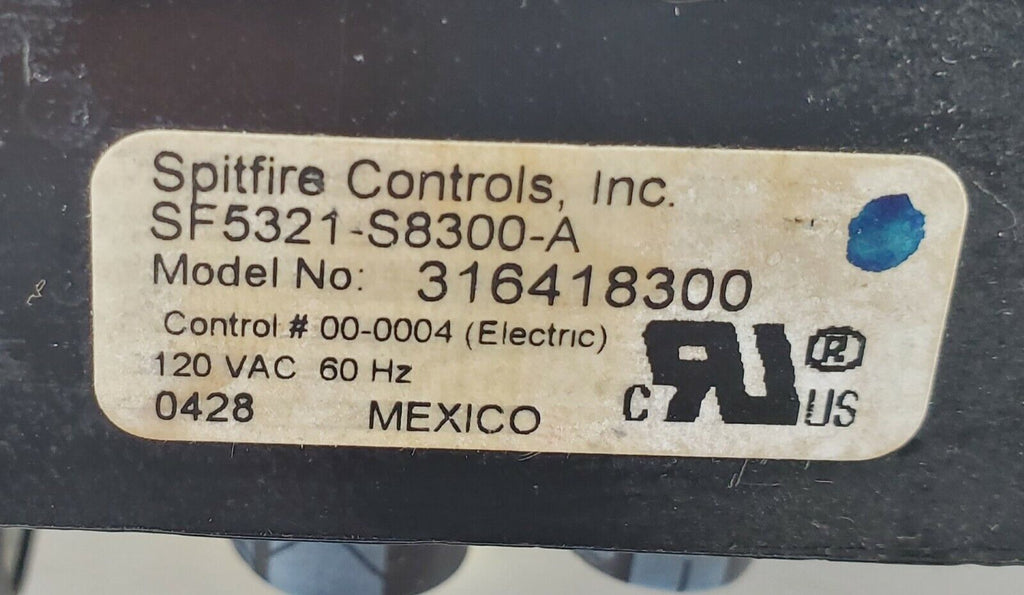 Spitfire Controls, Inc.
SF5321-S8300-A
Model No: 316418300
Control # 00-0004 (Electric)
120 VAC 60 Hz
0428 MEXICO
C RU ® US